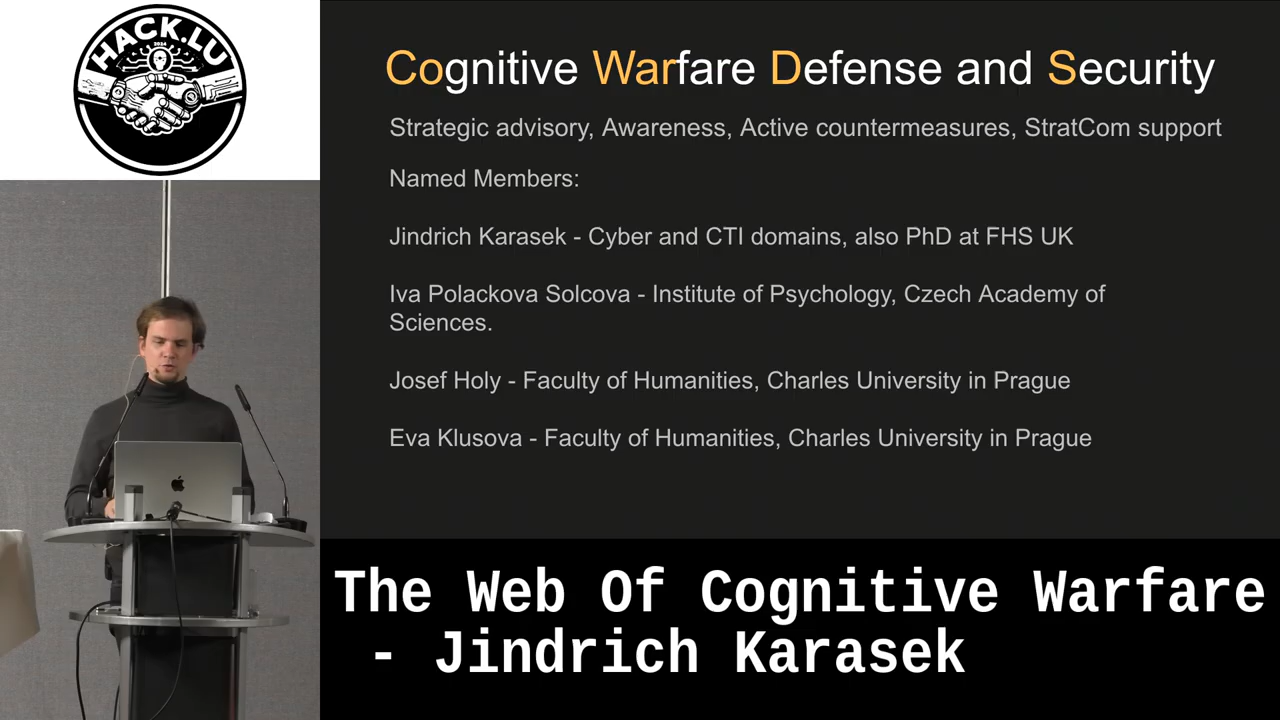 HACK.LU
2024
Cognitive Warfare Defense and Security
Strategic advisory, Awareness, Active countermeasures, StratCom support
Named Members:
Jindrich Karasek - Cyber and CTI domains, also PhD at FHS UK
Iva Polackova Solcova - Institute of Psychology, Czech Academy of
Sciences.
Josef Holy - Faculty of Humanities, Charles University in Prague
Eva Klusova - Faculty of Humanities, Charles University in Prague
The Web Of Cognitive Warfare
- Jindrich Karasek